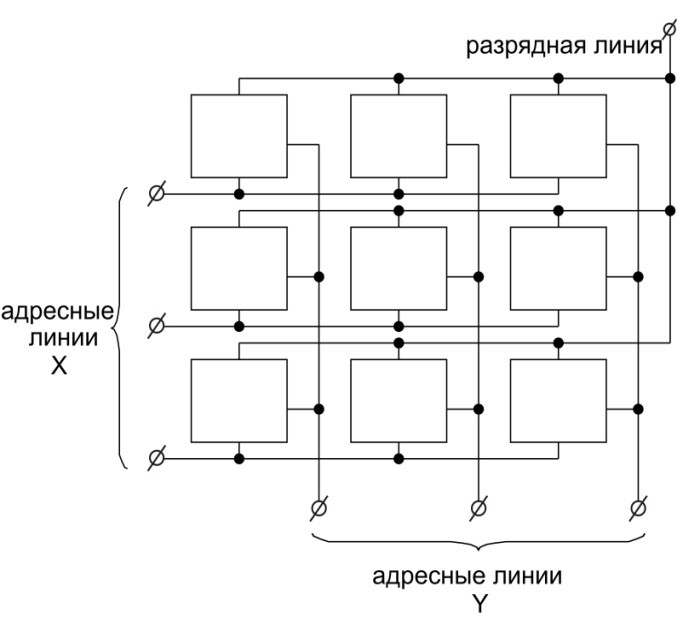 разрядная линия
адресные
линии
X
адресные линии
Y